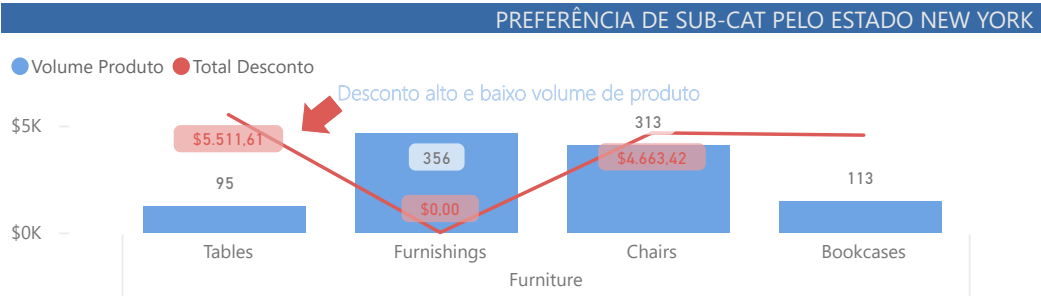 PREFERÊNCIA DE SUB-CAT PELO ESTADO NEW YORK
Volume Produto Total Desconto
Desconto alto e baixo volume de produto
$5K
$5.511,61
313
356
$4.663,42
95
113
$0,00
$0K
Tables Furnishings Chairs Bookcases
Furniture